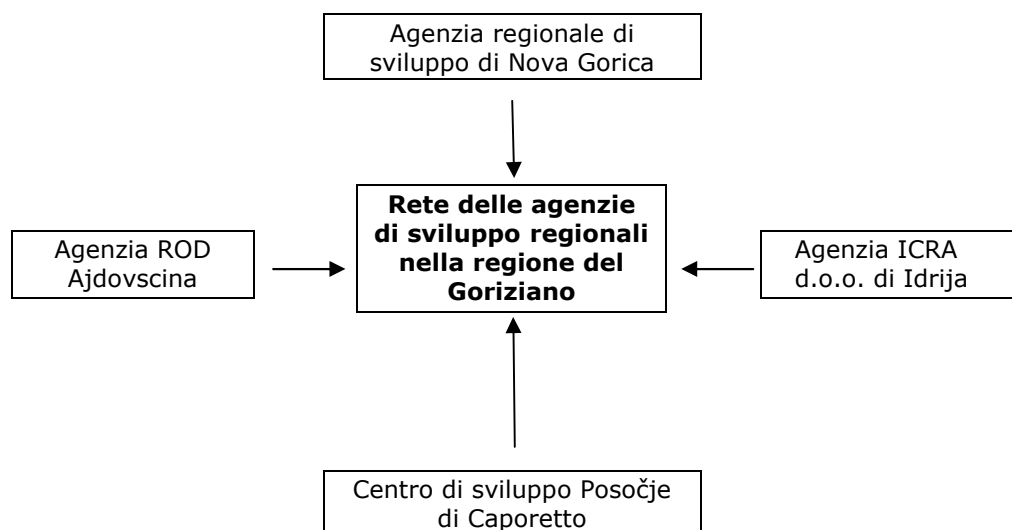 Agenzia regionale di
sviluppo di Nova Gorica
Rete delle agenzie
di sviluppo regionali
nella regione del
Goriziano
Agenzia ROD
Ajdovscina
Agenzia ICRA
d.o.o. di Idrija
Centro di sviluppo Posočje
di Caporetto